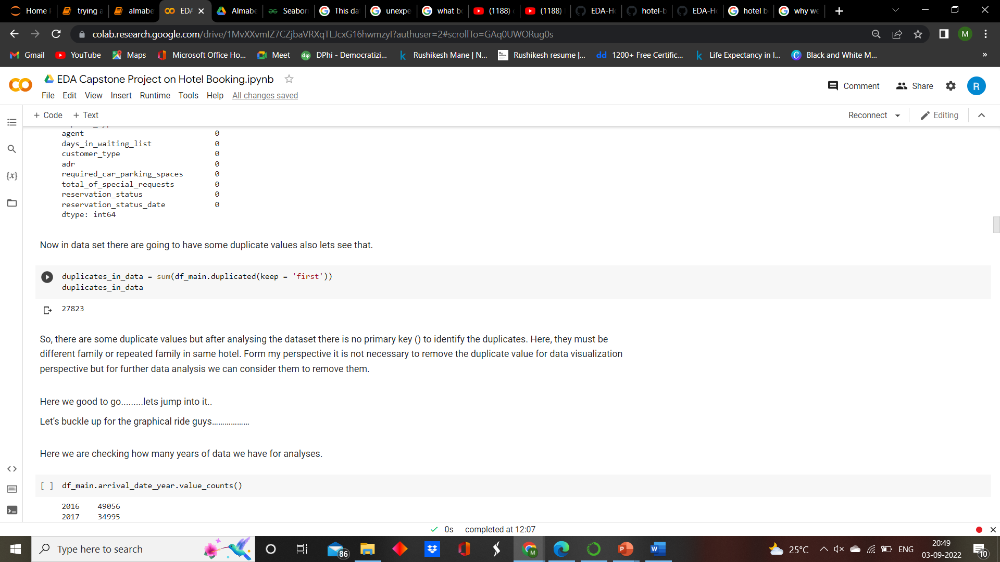 Home P
trying a
almabe
EDA
Almabe
Seabor
This da
unexpe
what b
(1188)
(1188)
EDA-Ho
hotel-b
EDA-Ho
hotel b
why we
colab.research.google.com/drive/1MvXXvmIZ7CZjbaVRXqTLJcxG16hwmzyI?authuser=2#scrollTo=GAq0UWORug0s
M
Gmail
YouTube
Maps
Microsoft Office Ho...
Meet
DPhi - Democratizi...
Rushikesh Mane | N...
Rushikesh resume |...
1200+ Free Certific...
Life Expectancy in I...
Black and White M...
»
EDA Capstone Project on Hotel Booking.ipynb
Comment
Share
R
File Edit View Insert Runtime Tools Help All changes saved
+ Code + Text
Reconnect
Editing
agent 0
days_in_waiting_list 0
customer_type 0
adr 0
required_car_parking_spaces 0
total_of_special_requests 0
reservation_status 0
reservation_status_date 0
dtype: int64
Now in data set there are going to have some duplicate values also lets see that.
duplicates_in_data = sum(df_main.duplicated(keep = 'first'))
duplicates_in_data
27823
So, there are some duplicate values but after analysing the dataset there is no primary key () to identify the duplicates. Here, they must be
different family or repeated family in same hotel. Form my perspective it is not necessary to remove the duplicate value for data visualization
perspective but for further data analysis we can consider them to remove them.
Here we good to go.........lets jump into it..
Let's buckle up for the graphical ride guys..................
Here we are checking how many years of data we have for analyses.
[ ] df_main.arrival_date_year.value_counts()
2016 49056
2017 34995
0s completed at 12:07
Type here to search
86
25°C
ENG
20:49
03-09-2022
10